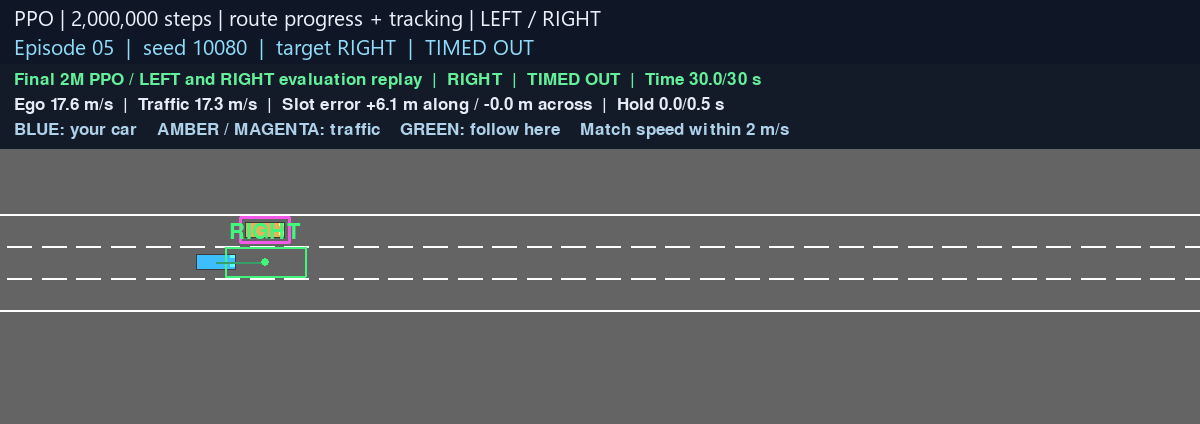 PPO | 2,000,000 steps | route progress + tracking | LEFT / RIGHT
Episode 05 | seed 10080 | target RIGHT | TIMED OUT
Final 2M PPO / LEFT and RIGHT evaluation replay | RIGHT | TIMED OUT | Time 30.0/30 s
Ego 17.6 m/s | Traffic 17.3 m/s | Slot error +6.1 m along / -0.0 m across | Hold 0.0/0.5 s
BLUE: your car AMBER / MAGENTA: traffic GREEN: follow here Match speed within 2 m/s
RIGHT